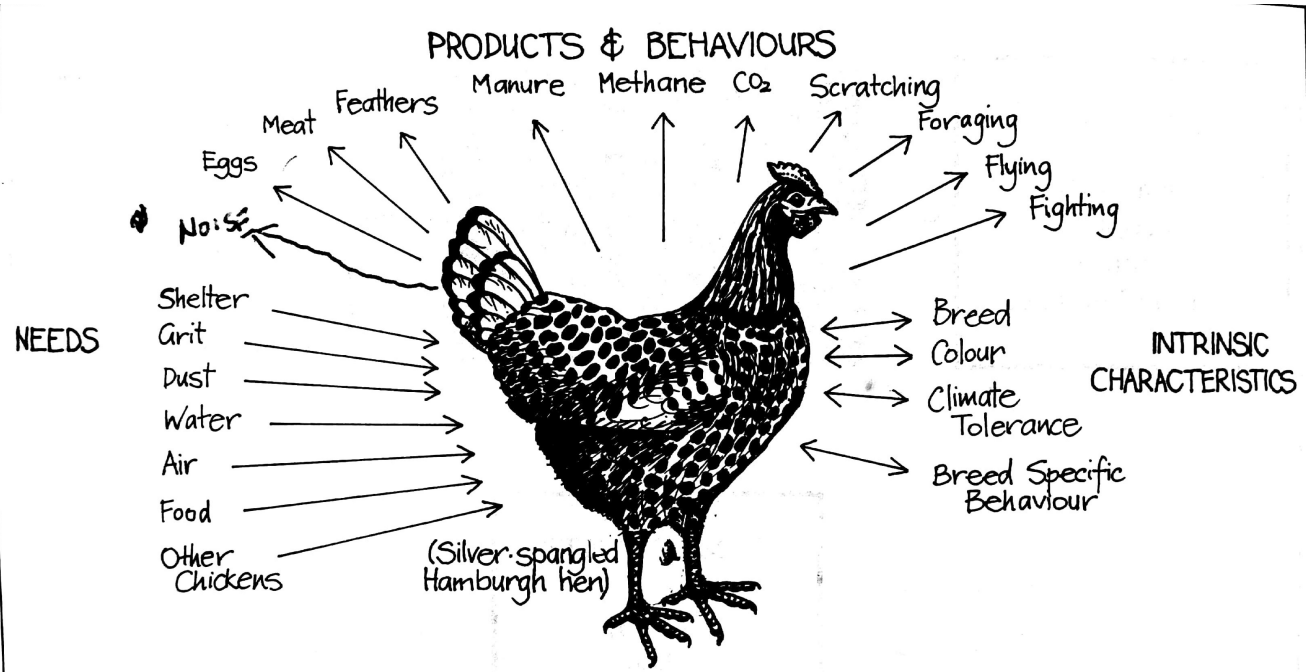 PRODUCTS & BEHAVIOURS
Manure
Methane
CO₂
Scratching
Feathers
Foraging
Meat
Flying
Eggs
Fighting
Noise
NEEDS
Shelter
Grit
Dust
Water
Air
Food
Other
Chickens
(Silver-spangled
Hamburgh hen)
Breed
Colour
Climate
Tolerance
Breed Specific
Behaviour
INTRINSIC
CHARACTERISTICS